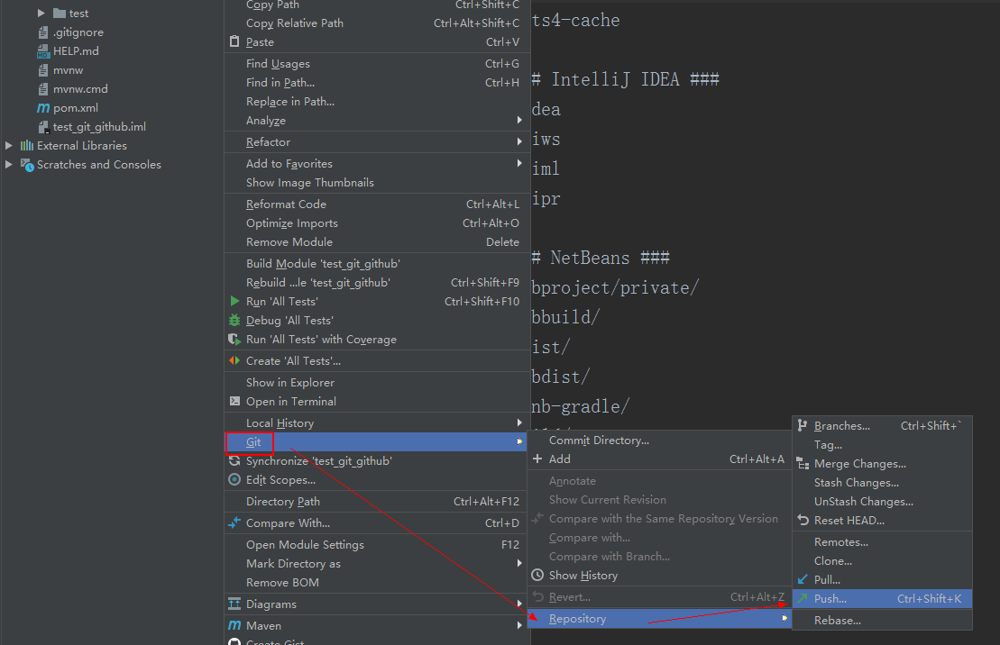 test
.gitignore
HELP.md
mvnw
mvnw.cmd
pom.xml
test_git_github.iml
External Libraries
Scratches and Consoles
Copy Path Ctrl+Shift+C
Copy Relative Path Ctrl+Alt+Shift+C
Paste Ctrl+V
Find Usages Ctrl+G
Find in Path... Ctrl+H
Replace in Path...
Analyze
Refactor
Add to Favorites
Show Image Thumbnails
Reformat Code Ctrl+Alt+L
Optimize Imports Ctrl+Alt+O
Remove Module Delete
Build Module 'test_git_github'
Rebuild ...le 'test_git_github' Ctrl+Shift+F9
Run 'All Tests' Ctrl+Shift+F10
Debug 'All Tests'
Run 'All Tests' with Coverage
Create 'All Tests'...
Show in Explorer
Open in Terminal
Local History
Git
Synchronize 'test_git_github'
Edit Scopes...
Directory Path Ctrl+Alt+F12
Compare With... Ctrl+D
Open Module Settings F12
Mark Directory as
Remove BOM
Diagrams
Maven
Create Gist
ts4-cache
# IntelliJ IDEA ###
dea
iws
iml
ipr
# NetBeans ###
bproject/private/
bbuild/
ist/
bdist/
nb-gradle/
Commit Directory...
Add Ctrl+Alt+A
Annotate
Show Current Revision
Compare with the Same Repository Version
Compare with...
Compare with Branch...
Show History
Revert... Ctrl+Alt+Z
Repository
Branches... Ctrl+Shift+`
Tag...
Merge Changes...
Stash Changes...
UnStash Changes...
Reset HEAD...
Remotes...
Clone...
Pull...
Push... Ctrl+Shift+K
Rebase...